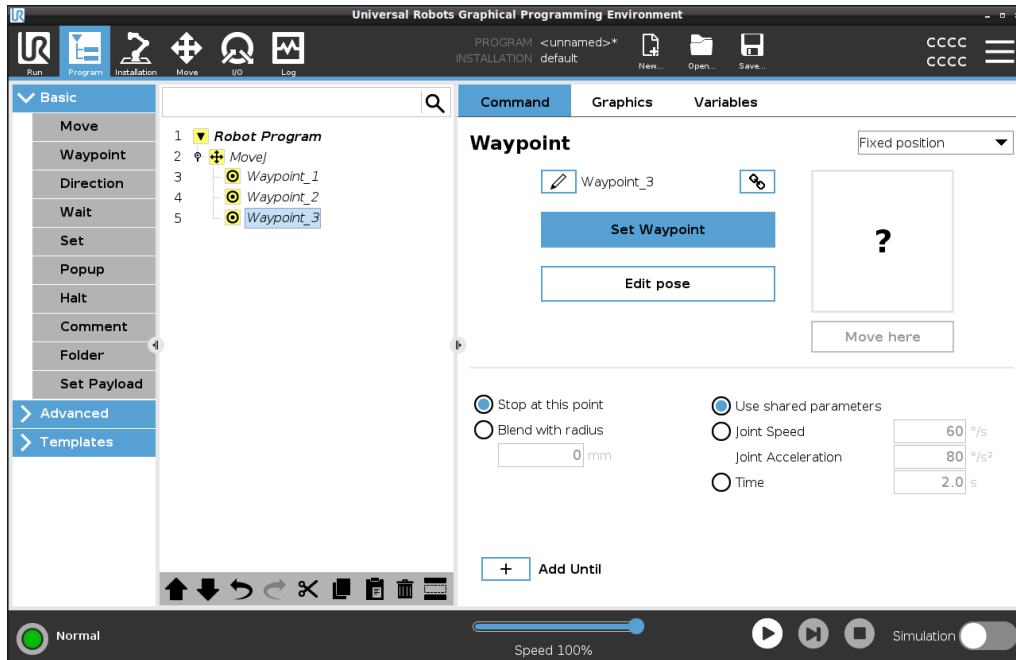 UR
Universal Robots Graphical Programming Environment
UR
Run
Program
Installation
Move
I/O
Log
PROGRAM <unnamed>*
INSTALLATION default
New...
Open...
Save...
CCCC
CCCC
Basic
Move
Waypoint
Direction
Wait
Set
Popup
Halt
Comment
Folder
Set Payload
Advanced
Templates
1 Robot Program
2 MoveJ
3 Waypoint_1
4 Waypoint_2
5 Waypoint_3
Command Graphics Variables
Waypoint
Fixed position
Waypoint_3
Set Waypoint
Edit pose
?
Move here
Stop at this point
Blend with radius
0 mm
Use shared parameters
Joint Speed 60 °/s
Joint Acceleration 80 °/s²
Time 2.0 s
+ Add Until
Normal
Speed 100%
Simulation